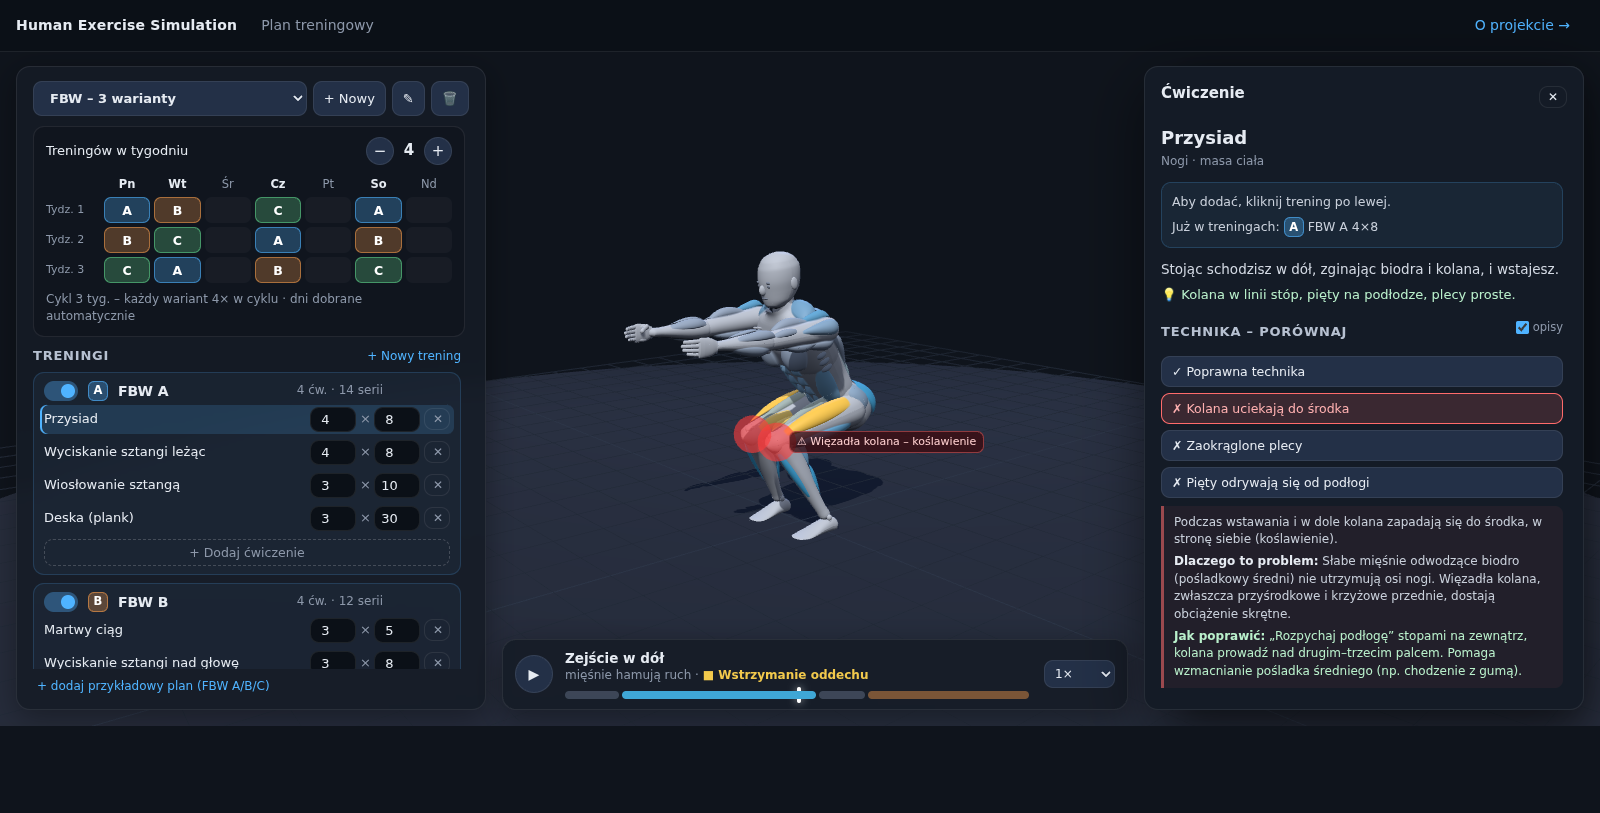 Human Exercise Simulation
Plan treningowy
O projekcie →
FBW – 3 warianty
+ Nowy
Treningów w tygodniu
− 4 +
Pn Wt Śr Cz Pt So Nd
Tydz. 1 A B C A
Tydz. 2 B C A B
Tydz. 3 C A B C
Cykl 3 tyg. – każdy wariant 4× w cyklu · dni dobrane
automatycznie
TRENINGI
+ Nowy trening
A FBW A 4 ćw. · 14 serii
Przysiad 4 × 8 ✕
Wyciskanie sztangi leżąc 4 × 8 ✕
Wiosłowanie sztangą 3 × 10 ✕
Deska (plank) 3 × 30 ✕
+ Dodaj ćwiczenie
B FBW B 4 ćw. · 12 serii
Martwy ciąg 3 × 5 ✕
Wyciskanie sztangi nad głowę 3 × 8 ✕
+ dodaj przykładowy plan (FBW A/B/C)
⚠ Więzadła kolana – koślawienie
Zejście w dół
mięśnie hamują ruch · ■ Wstrzymanie oddechu
1×
Ćwiczenie
✕
Przysiad
Nogi · masa ciała
Aby dodać, kliknij trening po lewej.
Już w treningach: A FBW A 4×8
Stojąc schodzisz w dół, zginając biodra i kolana, i wstajesz.
💡 Kolana w linii stóp, pięty na podłodze, plecy proste.
TECHNIKA – PORÓWNAJ
opisy
✓ Poprawna technika
✗ Kolana uciekają do środka
✗ Zaokrąglone plecy
✗ Pięty odrywają się od podłogi
Podczas wstawania i w dole kolana zapadają się do środka, w
stronę siebie (koślawienie).
Dlaczego to problem: Słabe mięśnie odwodzące biodro
(pośladkowy średni) nie utrzymują osi nogi. Więzadła kolana,
zwłaszcza przyśrodkowe i krzyżowe przednie, dostają
obciążenie skrętne.
Jak poprawić: „Rozpychaj podłogę” stopami na zewnątrz,
kolana prowadź nad drugim–trzecim palcem. Pomaga
wzmacnianie pośladka średniego (np. chodzenie z gumą).